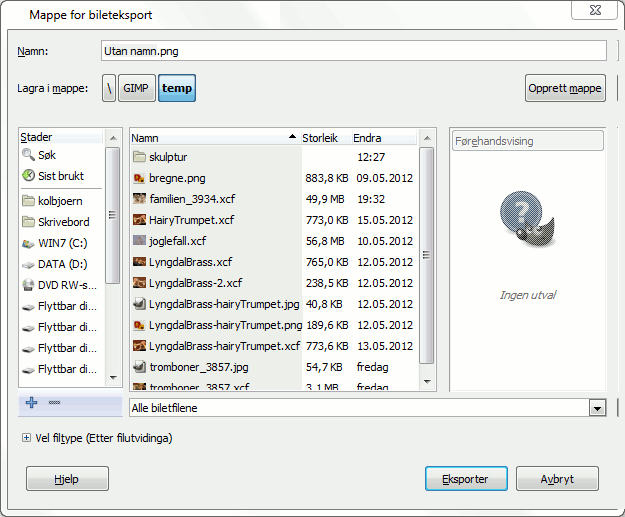 Mappe for bileteksport
Namn: Utan namn.png
Lagra i mappe: \ GIMP temp Opprett mappe
Stader
Søk
Sist brukt
kolbjoern
Skrivebord
WIN7 (C:)
DATA (D:)
DVD RW-s...
Flyttbar di...
Flyttbar di...
Flyttbar di...
Flyttbar di...
Namn Storleik Endra
skulptur 12:27
bregne.png 883,8 KB 09.05.2012
familien_3934.xcf 49,9 MB 19:32
HairyTrumpet.xcf 773,0 KB 15.05.2012
joglefall.xcf 56,8 MB 10.05.2012
LyngdalBrass.xcf 765,0 KB 12.05.2012
LyngdalBrass-2.xcf 238,5 KB 12.05.2012
LyngdalBrass-hairyTrumpet.jpg 40,8 KB 12.05.2012
LyngdalBrass-hairyTrumpet.png 189,6 KB 12.05.2012
LyngdalBrass-hairyTrumpet.xcf 773,6 KB 13.05.2012
tromboner_3857.jpg 54,7 KB fredag
tromboner_3857.xcf 3,1 MB fredag
Førehandsvising
Ingen utval
Alle biletfilene
Vel filtype (Etter filutvidinga)
Hjelp Eksporter Avbryt